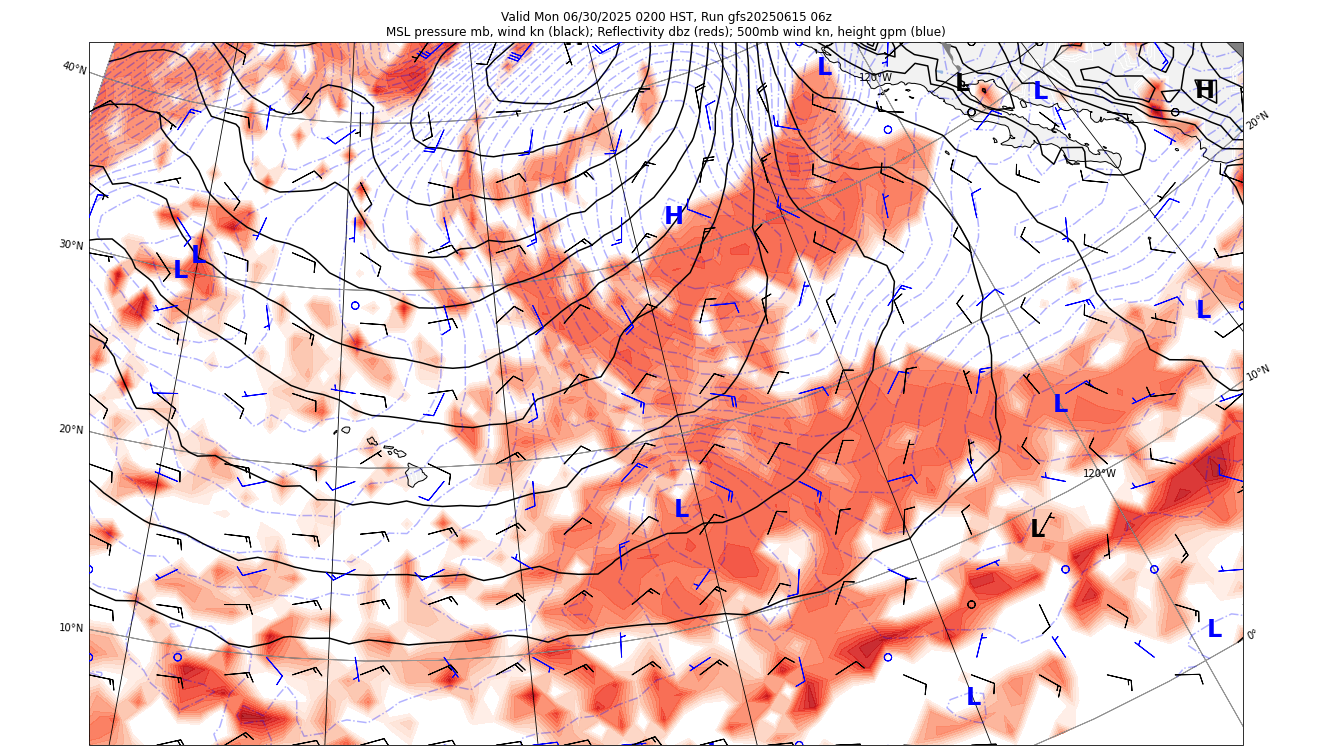 Valid Mon 06/30/2025 0200 HST, Run gfs20250615 06z
MSL pressure mb, wind kn (black); Reflectivity dbz (reds); 500mb wind kn, height gpm (blue)
40°N
L
120°W
L
L
H
20°N
H
30°N
L
L
L
10°N
L
20°N
120°W
L
L
10°N
L
0°
L